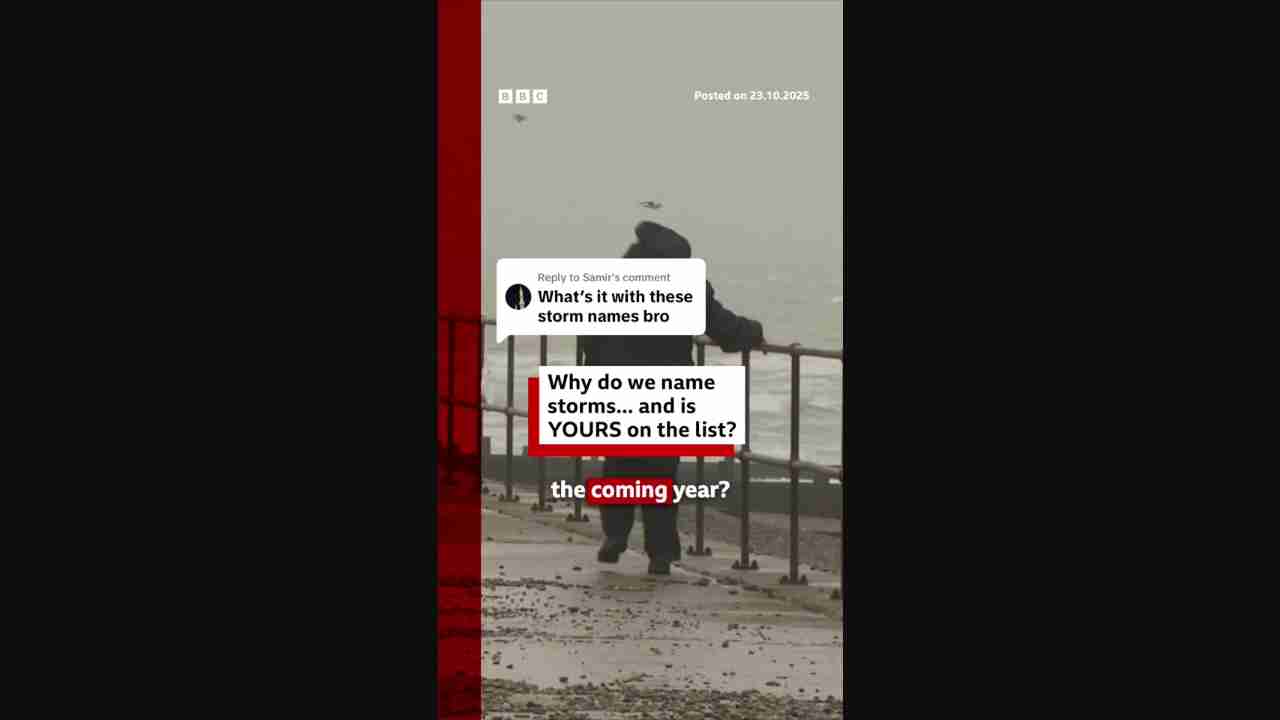 BBC
Posted on 23.10.2025
Reply to Samir's comment
What's it with these
storm names bro
Why do we name
storms... and is
YOURS on the list?
the coming year?